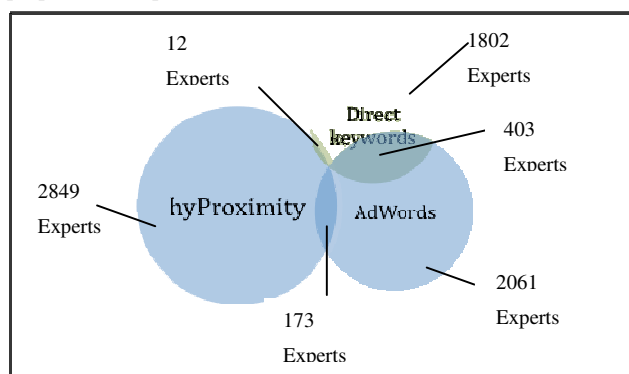 12
Experts
1802
Experts
Direct
keywords
403
Experts
2849
Experts
hyProximity
AdWords
2061
Experts
173
Experts